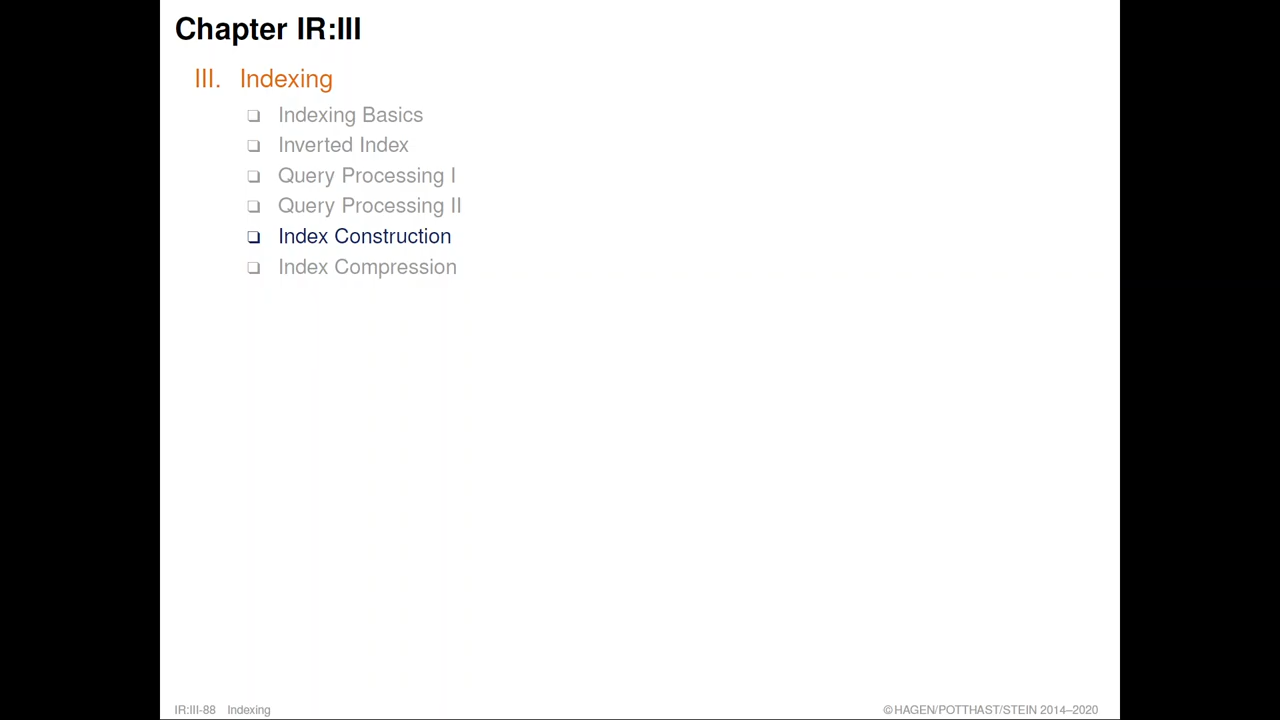 Chapter IR:III
III. Indexing
❑ Indexing Basics
❑ Inverted Index
❑ Query Processing I
❑ Query Processing II
❑ Index Construction
❑ Index Compression
IR:III-88 Indexing
©HAGEN/POTTHAST/STEIN 2014–2020